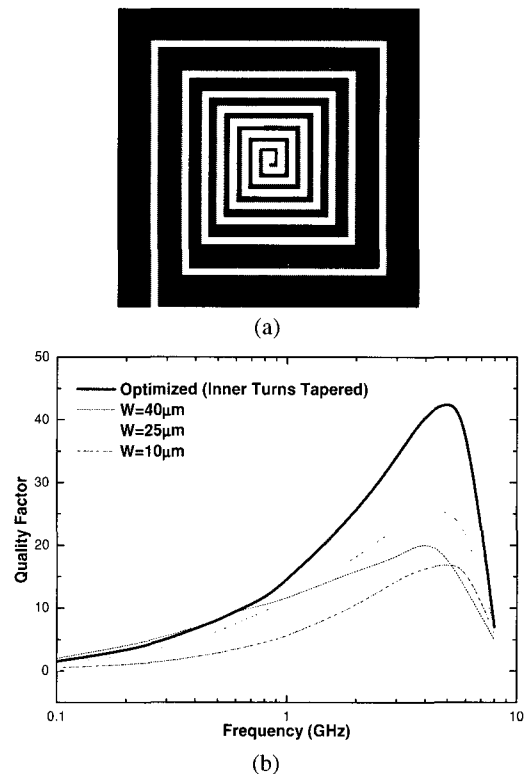 (a)
50
40
30
20
10
0
Quality Factor
Optimized (Inner Turns Tapered)
W=40μm
W=25μm
W=10μm
0.1
1
10
Frequency (GHz)
(b)